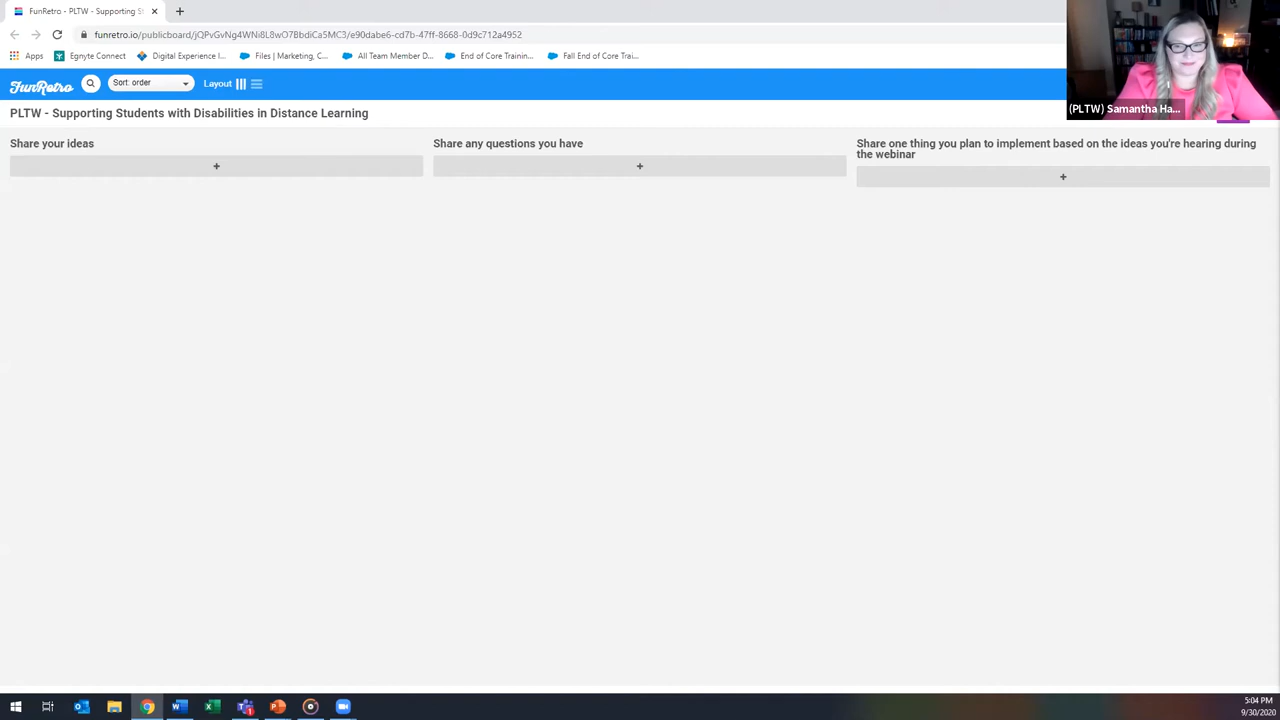 FunRetro - PLTW - Supporting St
funretro.io/publicboard/jQPvGvNg4WNi8L8wO7BbdiCa5MC3/e90dabe6-cd7b-47ff-8668-0d9c712a4952
Apps Egnyte Connect Digital Experience I... Files | Marketing, C... All Team Member D... End of Core Trainin... Fall End of Core Trai...
FunRetro Sort: order Layout
(PLTW) Samantha Ha...
PLTW - Supporting Students with Disabilities in Distance Learning
Share your ideas
+
Share any questions you have
+
Share one thing you plan to implement based on the ideas you're hearing during
the webinar
+
5:04 PM
9/30/2020